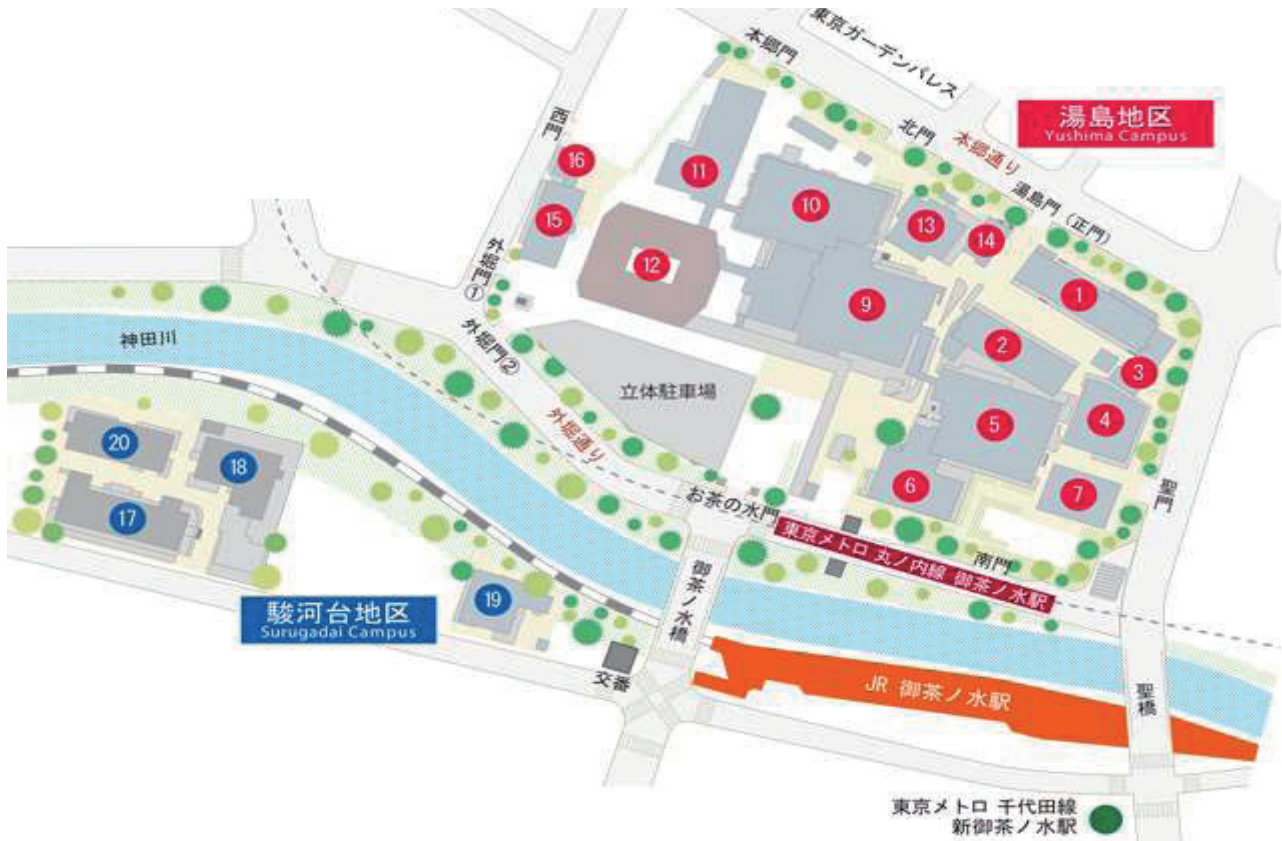 東京ガーデンパレス
本郷門
湯島地区
Yushima Campus
北門
本郷通り
西門
16
11
湯島門 (正門)
15
10
13
14
12
外堀門①
9
1
神田川
外堀門②
2
3
立体駐車場
外堀通り
5
4
20
18
6
7
聖門
17
お茶の水門
東京メトロ 丸ノ内線 御茶ノ水駅
南門
駿河台地区
Surugadai Campus
19
御茶ノ水橋
交番
JR 御茶ノ水駅
聖橋
東京メトロ 千代田線
新御茶ノ水駅